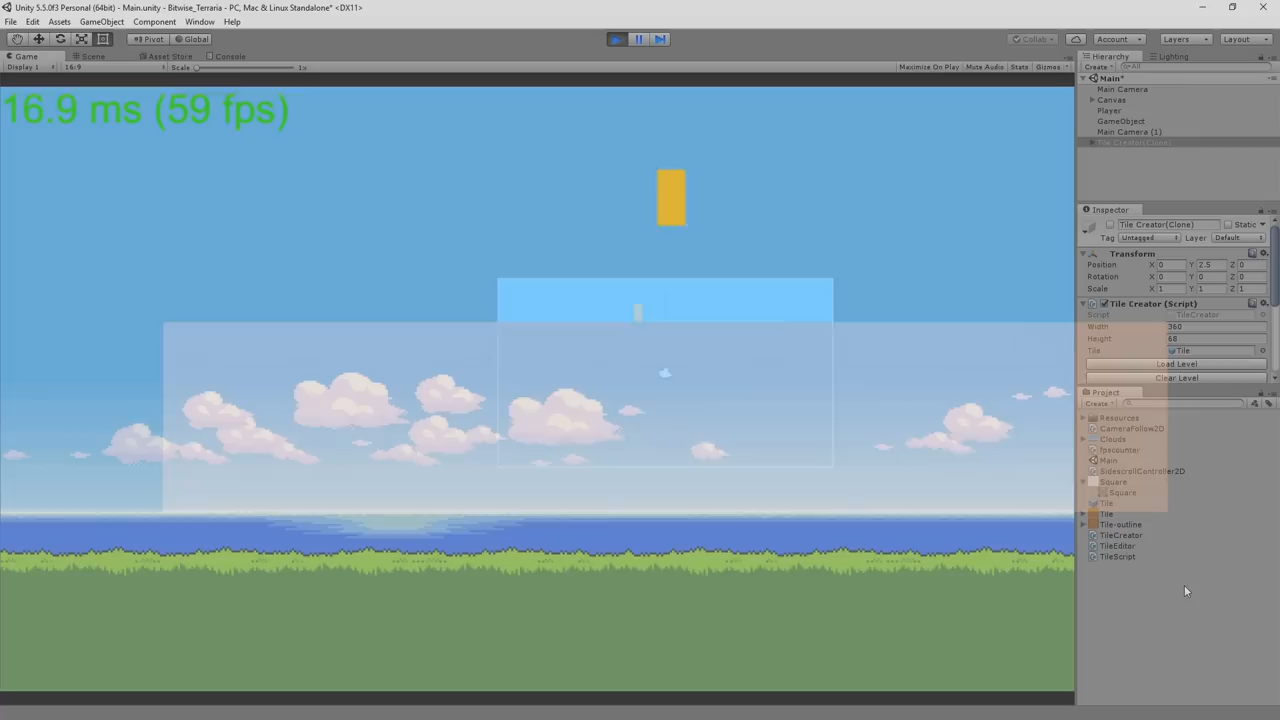 Unity 5.5.0f3 Personal (64bit) - Main.unity - Bitwise_Terraria - PC, Mac & Linux Standalone* <DX11>
File Edit Assets GameObject Component Window Help
Pivot Global Collab Account Layers Layout
Game Scene Asset Store Console
Display 1 16:9 Scale 1x Maximize On Play Mute Audio Stats Gizmos
16.9 ms (59 fps)
Hierarchy Lighting
Create All
Main*
Main Camera
Canvas
Player
GameObject
Main Camera (1)
Tile Creator(Clone)
Inspector
Tile Creator(Clone) Static
Tag Untagged Layer Default
Transform
Position X 0 Y 2.5 Z 0
Rotation X 0 Y 0 Z 0
Scale X 1 Y 1 Z 1
Tile Creator (Script)
Script TileCreator
Width 360
Height 68
Tile Tile
Load Level
Clear Level
Project
Create
Resources
CameraFollow2D
Clouds
fpscounter
Main
SidescrollController2D
Square
Square
Tile
Tile
Tile-outline
TileCreator
TileEditor
TileScript